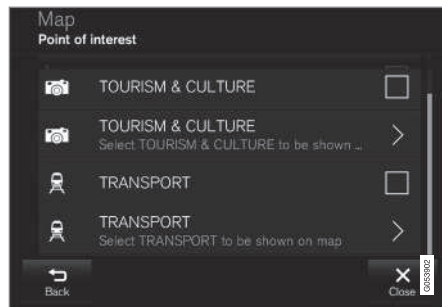 Map
Point of interest
TOURISM & CULTURE
TOURISM & CULTURE
Select TOURISM & CULTURE to be shown ...
TRANSPORT
TRANSPORT
Select TRANSPORT to be shown on map
Back
Close
G053902